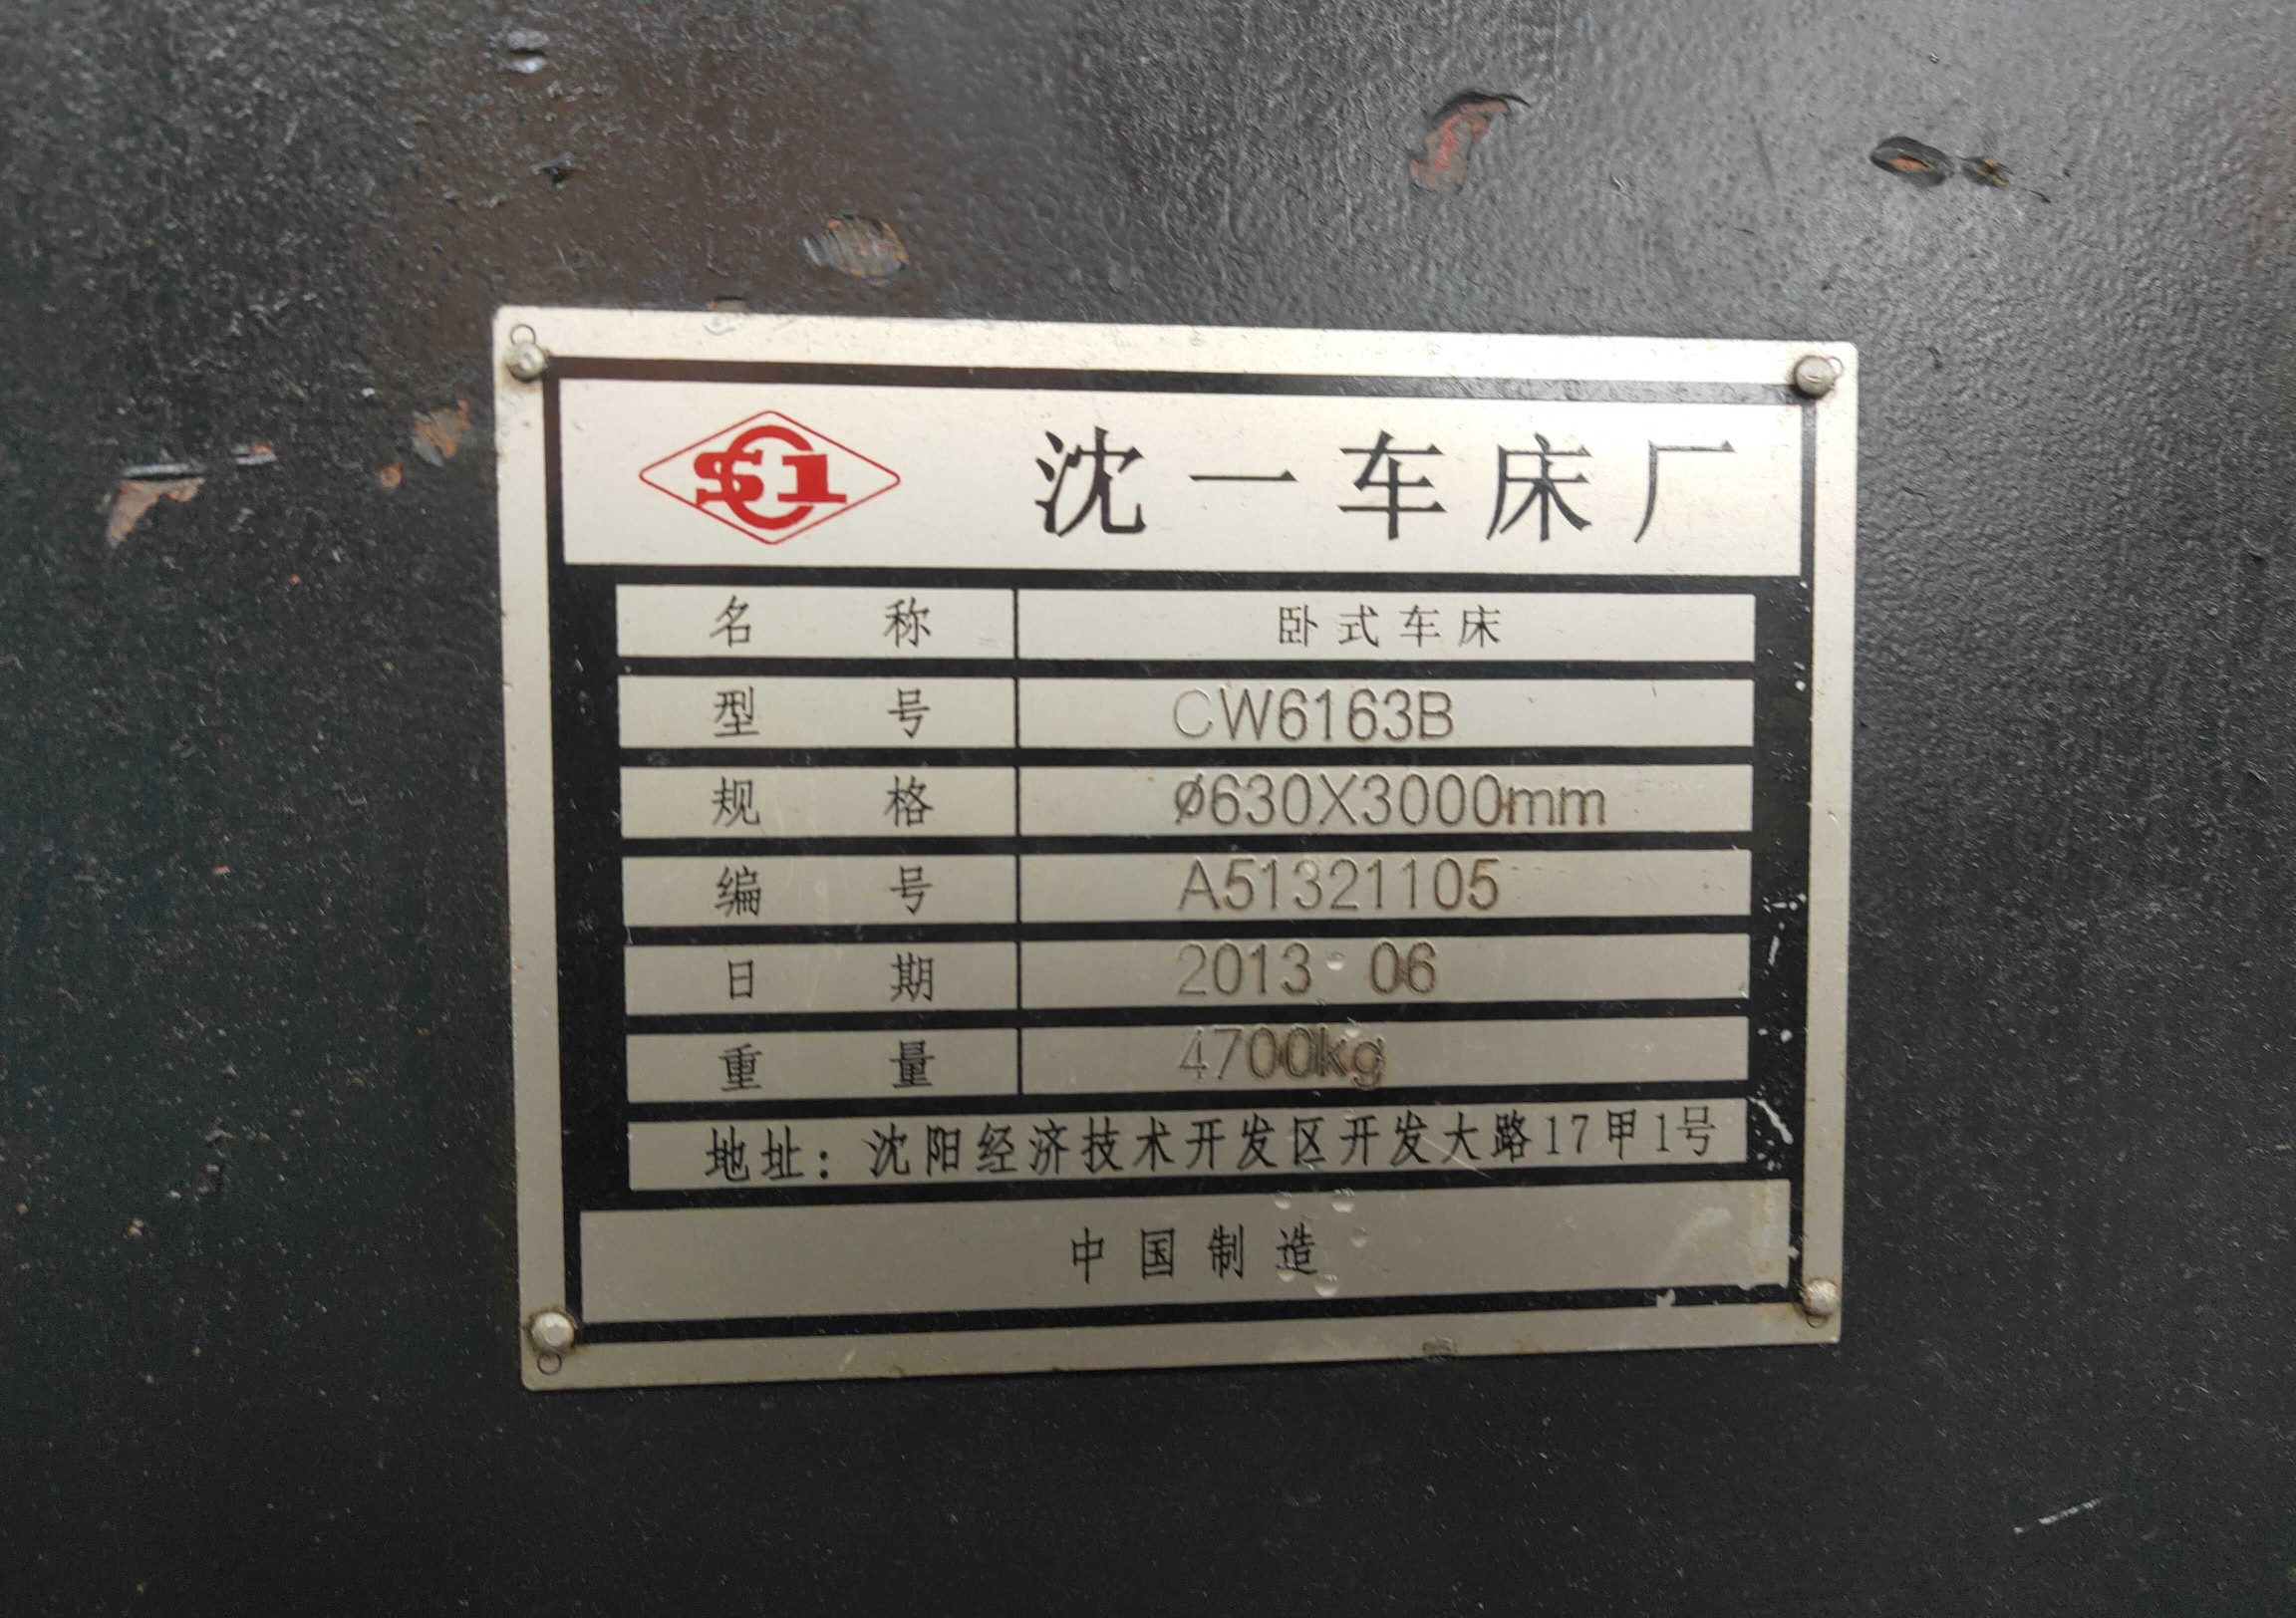 SC1 沈一车床厂
名称 卧式车床
型号 CW6163B
规格 ø630X3000mm
编号 A51321105
日期 2013 06
重量 4700kg
地址：沈阳经济技术开发区开发大路17甲1号
中国制造